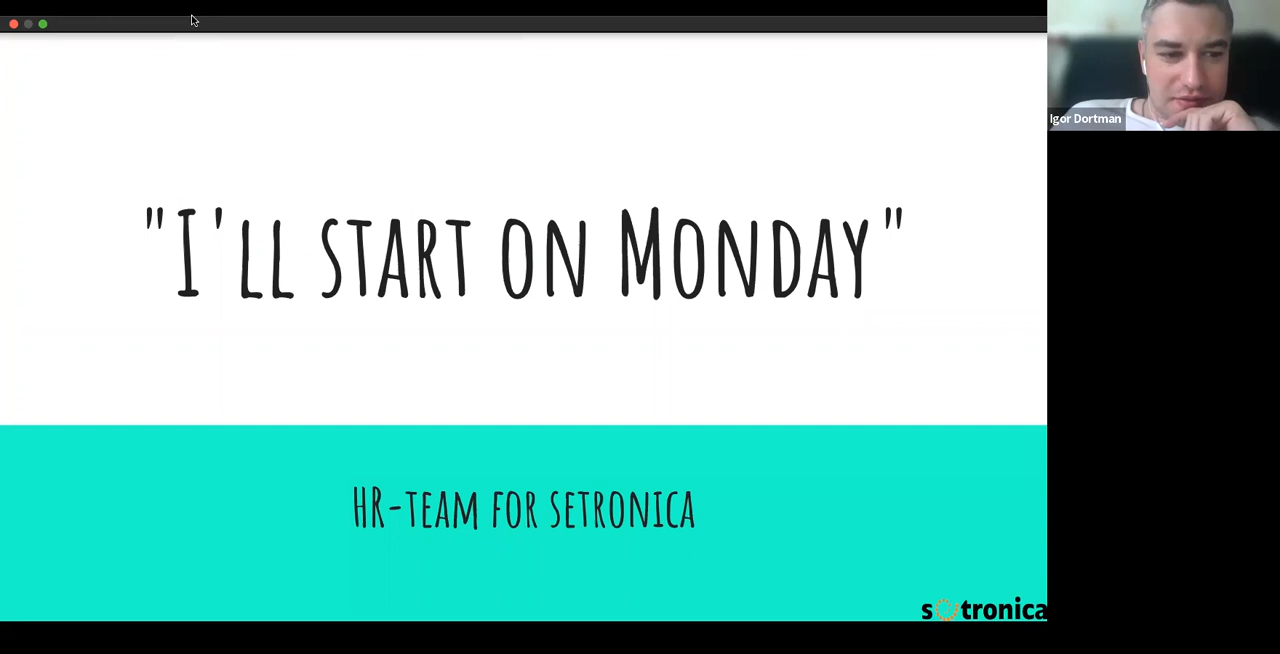 "I'll start on Monday"
HR-team for setronica
setronica
Igor Dortman